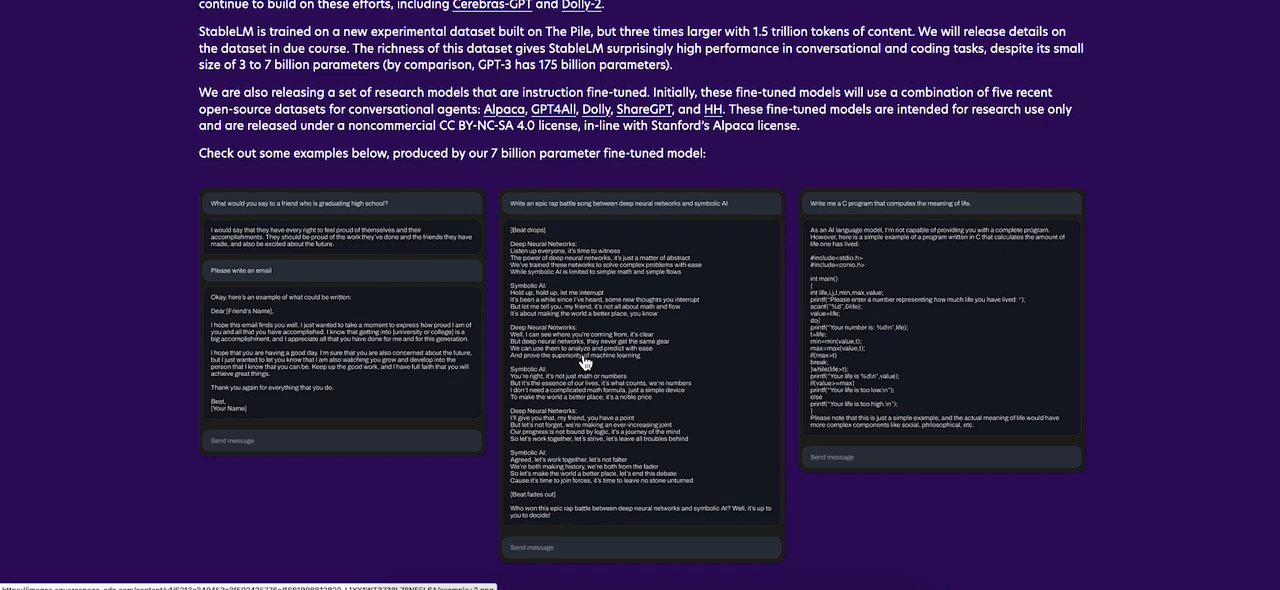 continue to build on these efforts, including Cerebras-GPT and Dolly-2.
StableLM is trained on a new experimental dataset built on The Pile, but three times larger with 1.5 trillion tokens of content. We will release details on
the dataset in due course. The richness of this dataset gives StableLM surprisingly high performance in conversational and coding tasks, despite its small
size of 3 to 7 billion parameters (by comparison, GPT-3 has 175 billion parameters).
We are also releasing a set of research models that are instruction fine-tuned. Initially, these fine-tuned models will use a combination of five recent
open-source datasets for conversational agents: Alpaca, GPT4All, Dolly, ShareGPT, and HH. These fine-tuned models are intended for research use only
and are released under a noncommercial CC BY-NC-SA 4.0 license, in-line with Stanford's Alpaca license.
Check out some examples below, produced by our 7 billion parameter fine-tuned model:
What would you say to a friend who is graduating high school?
I would say that they have every right to feel proud of themselves and their
accomplishments. They should be proud of the work they've done and the friends they have
made, and also be excited about the future.
Please write an email
Okay, here's an example of what could be written:
Dear [Friend's Name],
I hope this email finds you well. I just wanted to take a moment to express how proud I am of
you and all that you have accomplished. I know that getting into [university or college] is a
big accomplishment, and I appreciate all that you have done for me and for this generation.
I hope that you are having a good day. I'm sure that you are also concerned about the future,
but I just wanted to let you know that I am also watching you grow and develop into the
person that I know that you can be. Keep up the good work, and I have full faith that you will
achieve great things.
Thank you again for everything that you do.
Best,
[Your Name]
Send message
Write an epic rap battle song between deep neural networks and symbolic AI
[Beat drops]
Deep Neural Networks:
Listen up everyone, it's time to witness
The power of deep neural networks, it's just a matter of abstract
We've trained these networks to solve complex problems with ease
While symbolic AI is limited to simple math and simple flows
Symbolic AI:
Hold up, hold up, let me interrupt
It's been a while since I've heard, some new thoughts you interrupt
But let me tell you, my friend, it's not all about math and flow
It's about making the world a better place, you know
Deep Neural Networks:
Well, I can see where you're coming from, it's clear
But deep neural networks, they never get the same gear
We can use them to analyze and predict with ease
And prove the superiority of machine learning
Symbolic AI:
You're right, it's not just math or numbers
But it's the essence of our lives, it's what counts, we're numbers
I don't need a complicated math formula, just a simple device
To make the world a better place, it's a noble price
Deep Neural Networks:
I'll give you that, my friend, you have a point
But let's not forget, we're making an ever-increasing joint
Our progress is not bound by logic, it's a journey of the mind
So let's work together, let's strive, let's leave all troubles behind
Symbolic AI:
Agreed, let's work together, let's not falter
We're both making history, we're both from the fader
So let's make the world a better place, let's end this debate
Cause it's time to join forces, it's time to leave no stone unturned
[Beat fades out]
Who won this epic rap battle between deep neural networks and symbolic AI? Well, it's up to
you to decide!
Send message
Write me a C program that computes the meaning of life.
As an AI language model, I'm not capable of providing you with a complete program.
However, here is a simple example of a program written in C that calculates the amount of
life one has lived:
#include<stdio.h>
#include<conio.h>
int main()
{
int life,i,j,t,min,max,value;
printf("Please enter a number representing how much life you have lived: ");
scanf("%d",&life);
value=life;
do{
printf("Your number is: %d\n",life);
t=life;
min=min(value,t);
max=max(value,t);
if(max>t)
break;
}while(life>t);
printf("Your life is %d\n",value);
if(value>=max)
printf("Your life is too low.\n");
else
printf("Your life is too high.\n");
}
Please note that this is just a simple example, and the actual meaning of life would have
more complex components like social, philosophical, etc.
Send message